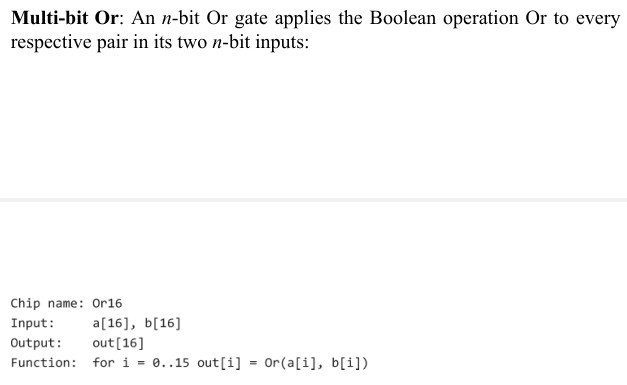 Multi-bit Or: An n-bit Or gate applies the Boolean operation Or to every
respective pair in its two n-bit inputs:
Chip name: Or16
Input: a[16], b[16]
Output: out[16]
Function: for i = 0..15 out[i] = Or(a[i], b[i])